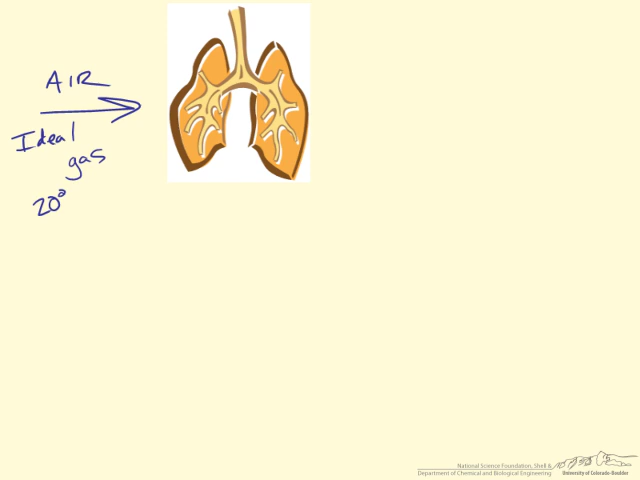 AIR
Ideal
gas
20°
National Science Foundation, Shell &
Department of Chemical and Biological Engineering
University of Colorado-Boulder